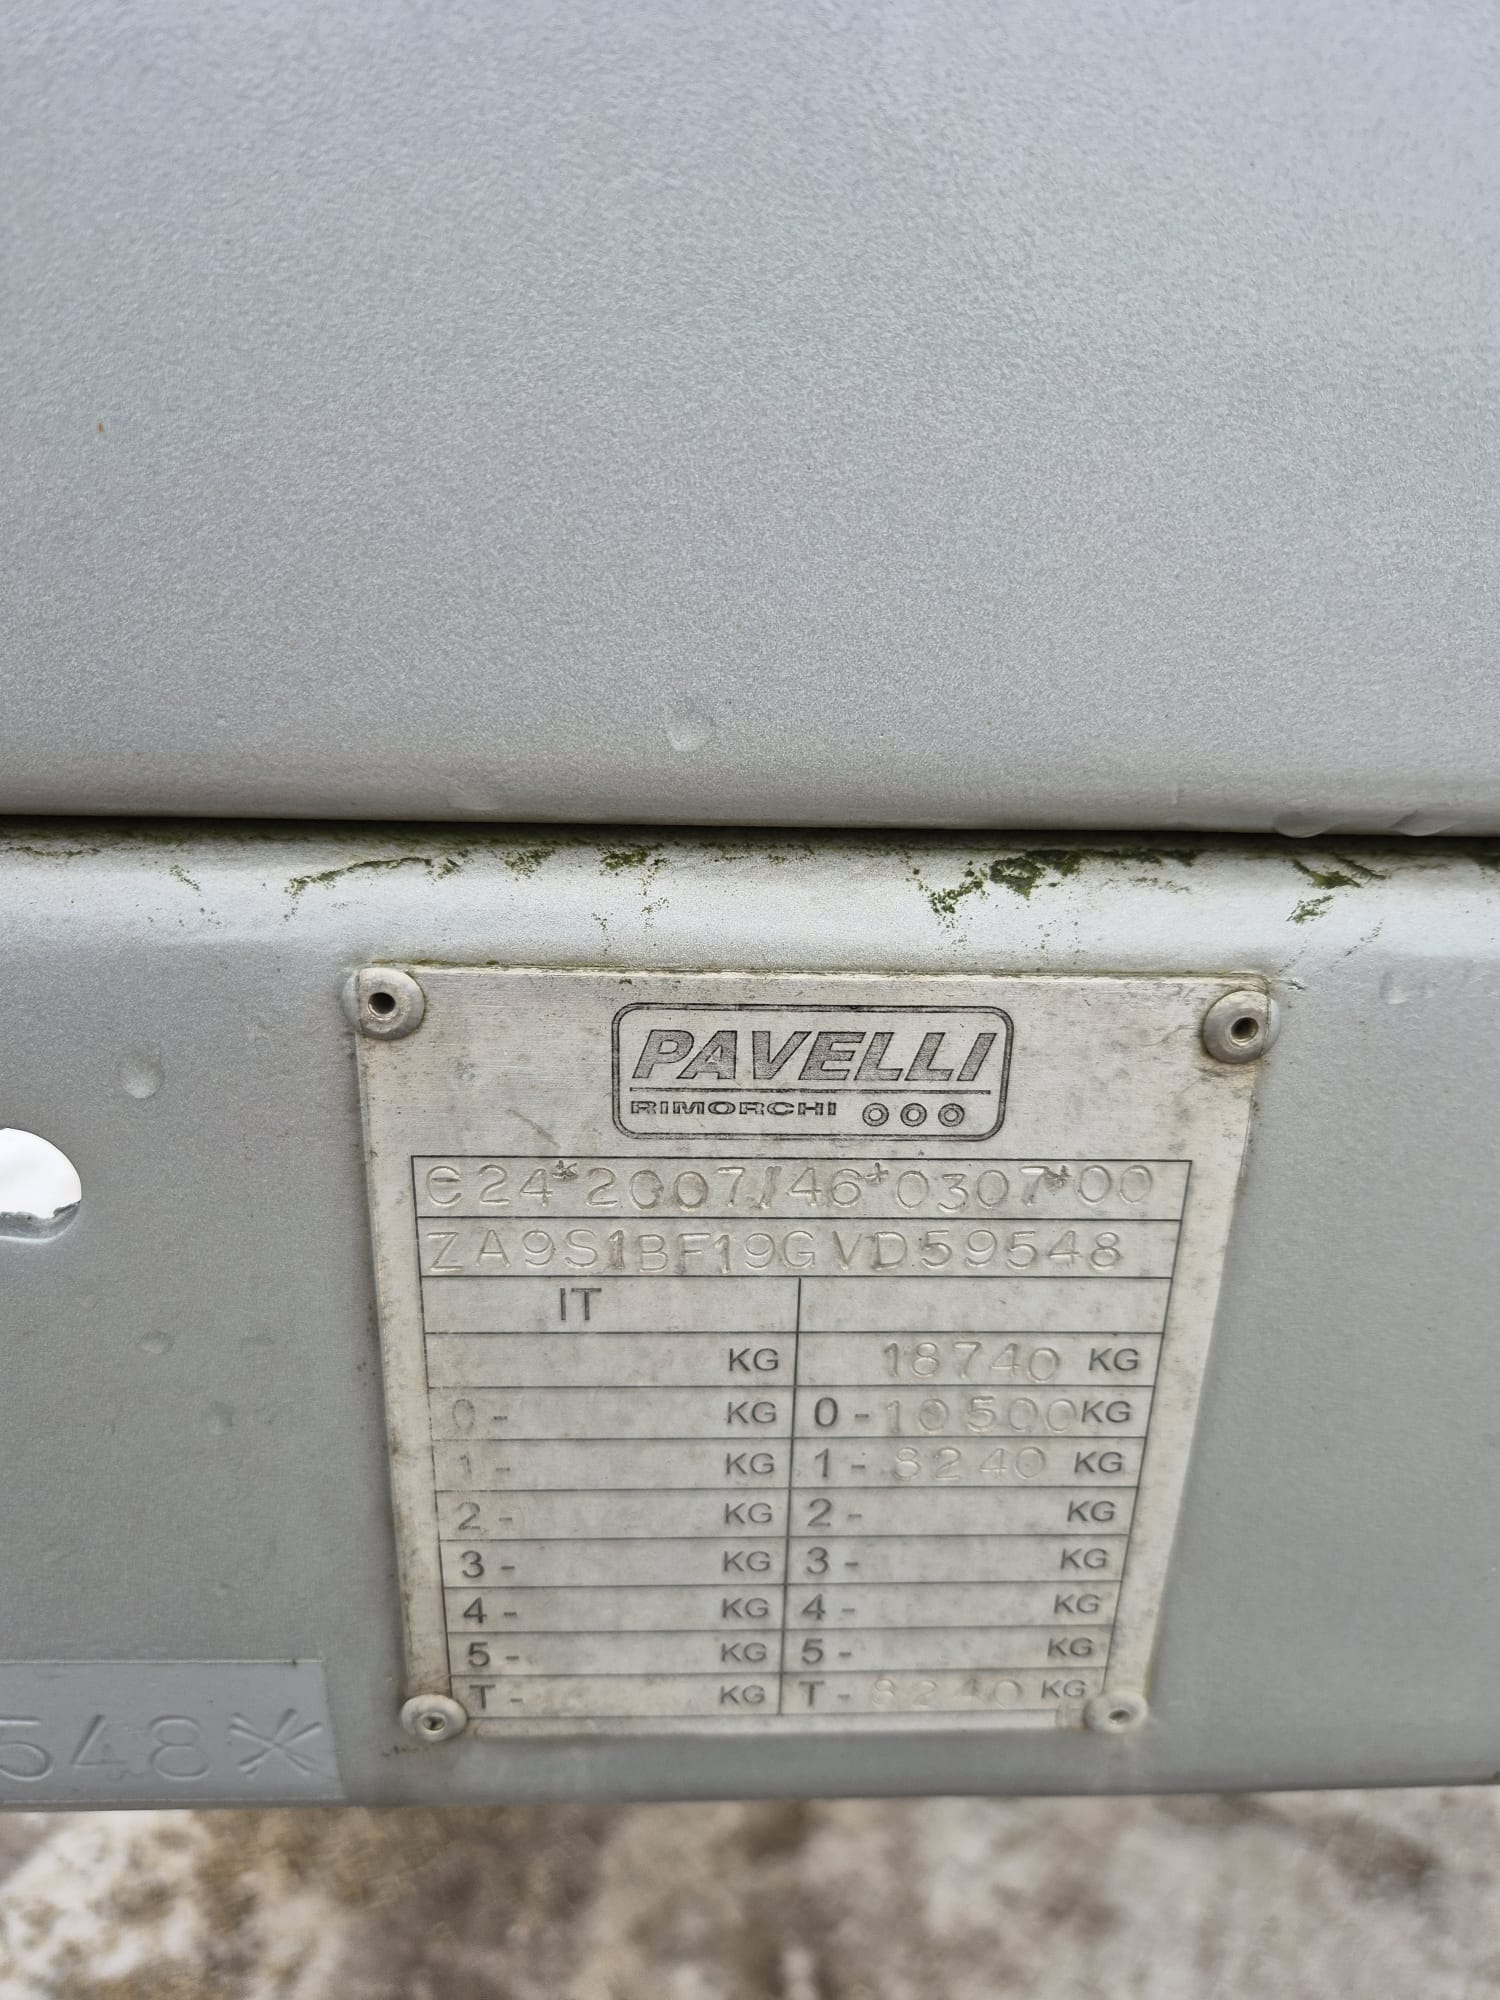 PAVELLI
RIMORCHI
e24*2007/46*0307*00
ZA9S1BF19GVD59548
IT
KG 18740 KG
0- KG 0-10500KG
1- KG 1-8240 KG
2- KG 2- KG
3- KG 3- KG
4- KG 4- KG
5- KG 5- KG
T- KG T-8240 KG
548*